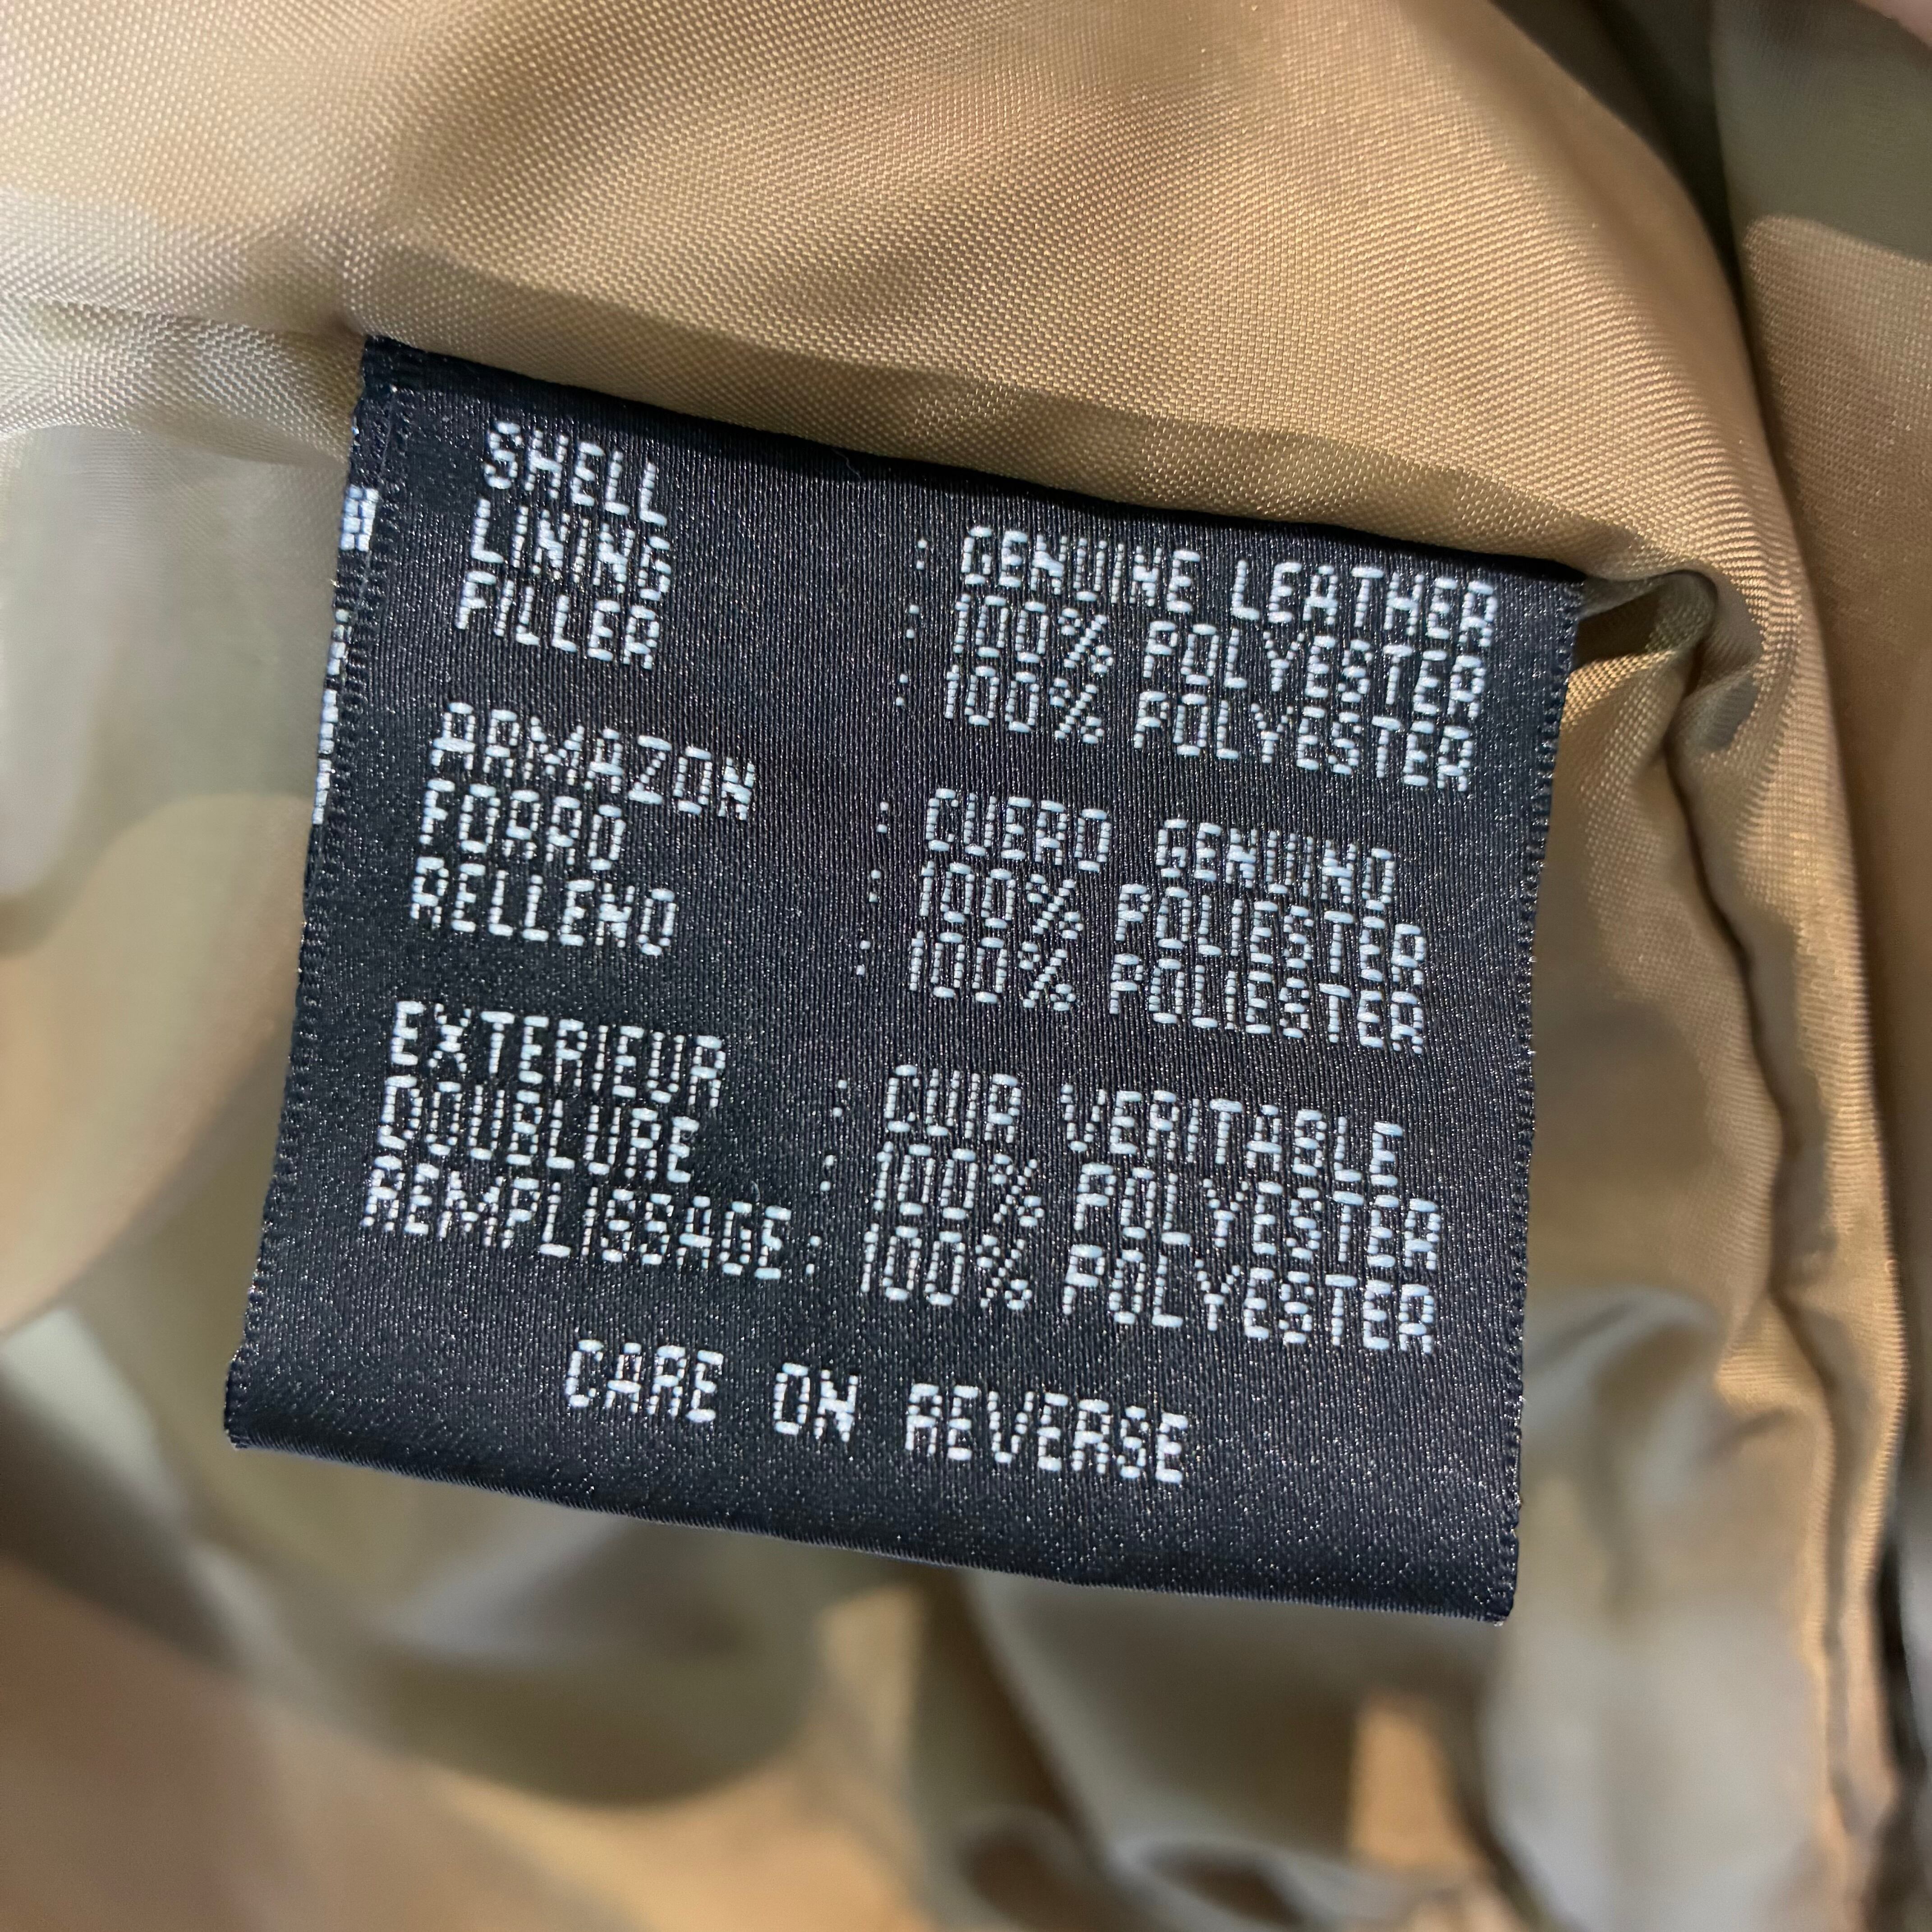 SHELL : GENUINE LEATHER
LINING : 100% POLYESTER
FILLER : 100% POLYESTER
ARMAZON : CUERO GENUINO
FORRO : 100% POLIESTER
RELLENO : 100% POLIESTER
EXTERIEUR : CUIR VERITABLE
DOUBLURE : 100% POLYESTER
REMPLISSAGE : 100% POLYESTER
CARE ON REVERSE